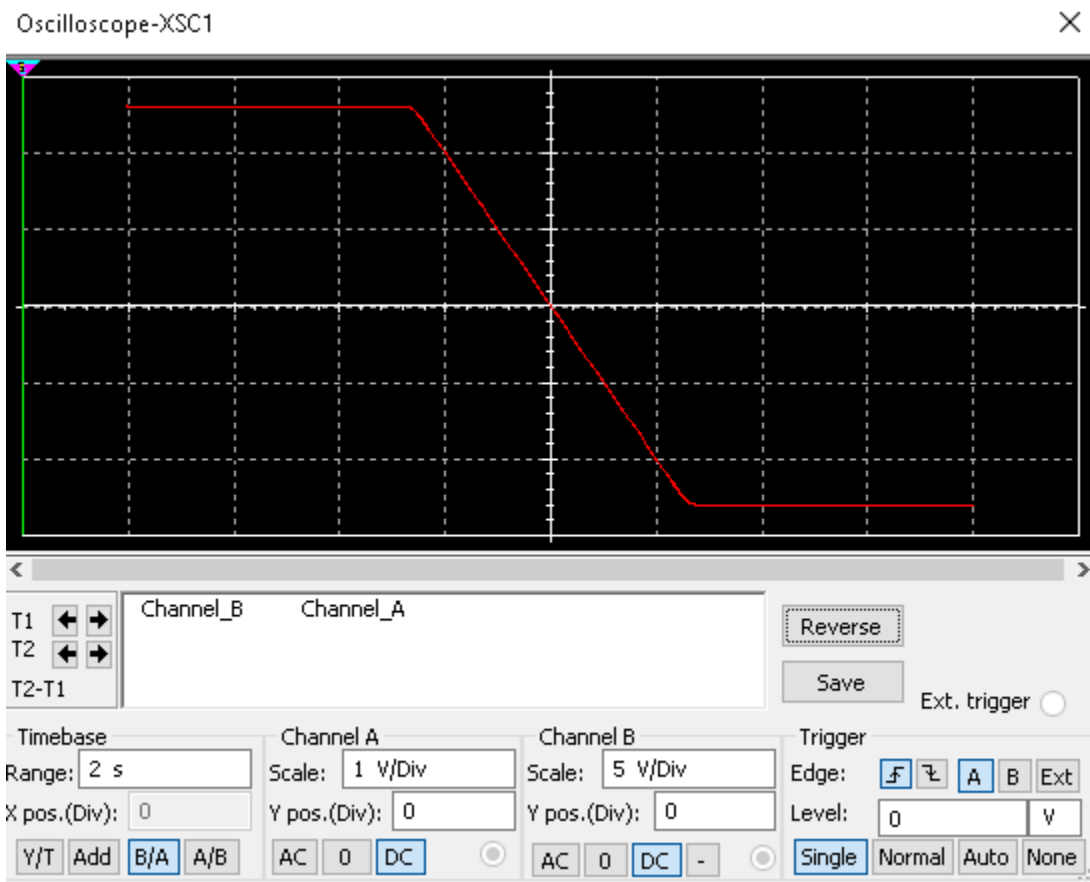 Oscilloscope-XSC1
T1
T2
T2-T1
Channel_B Channel_A
Reverse
Save
Ext. trigger
Timebase
Range: 2 s
X pos.(Div): 0
Y/T Add B/A A/B
Channel A
Scale: 1 V/Div
Y pos.(Div): 0
AC 0 DC
Channel B
Scale: 5 V/Div
Y pos.(Div): 0
AC 0 DC -
Trigger
Edge: A B Ext
Level: 0 V
Single Normal Auto None